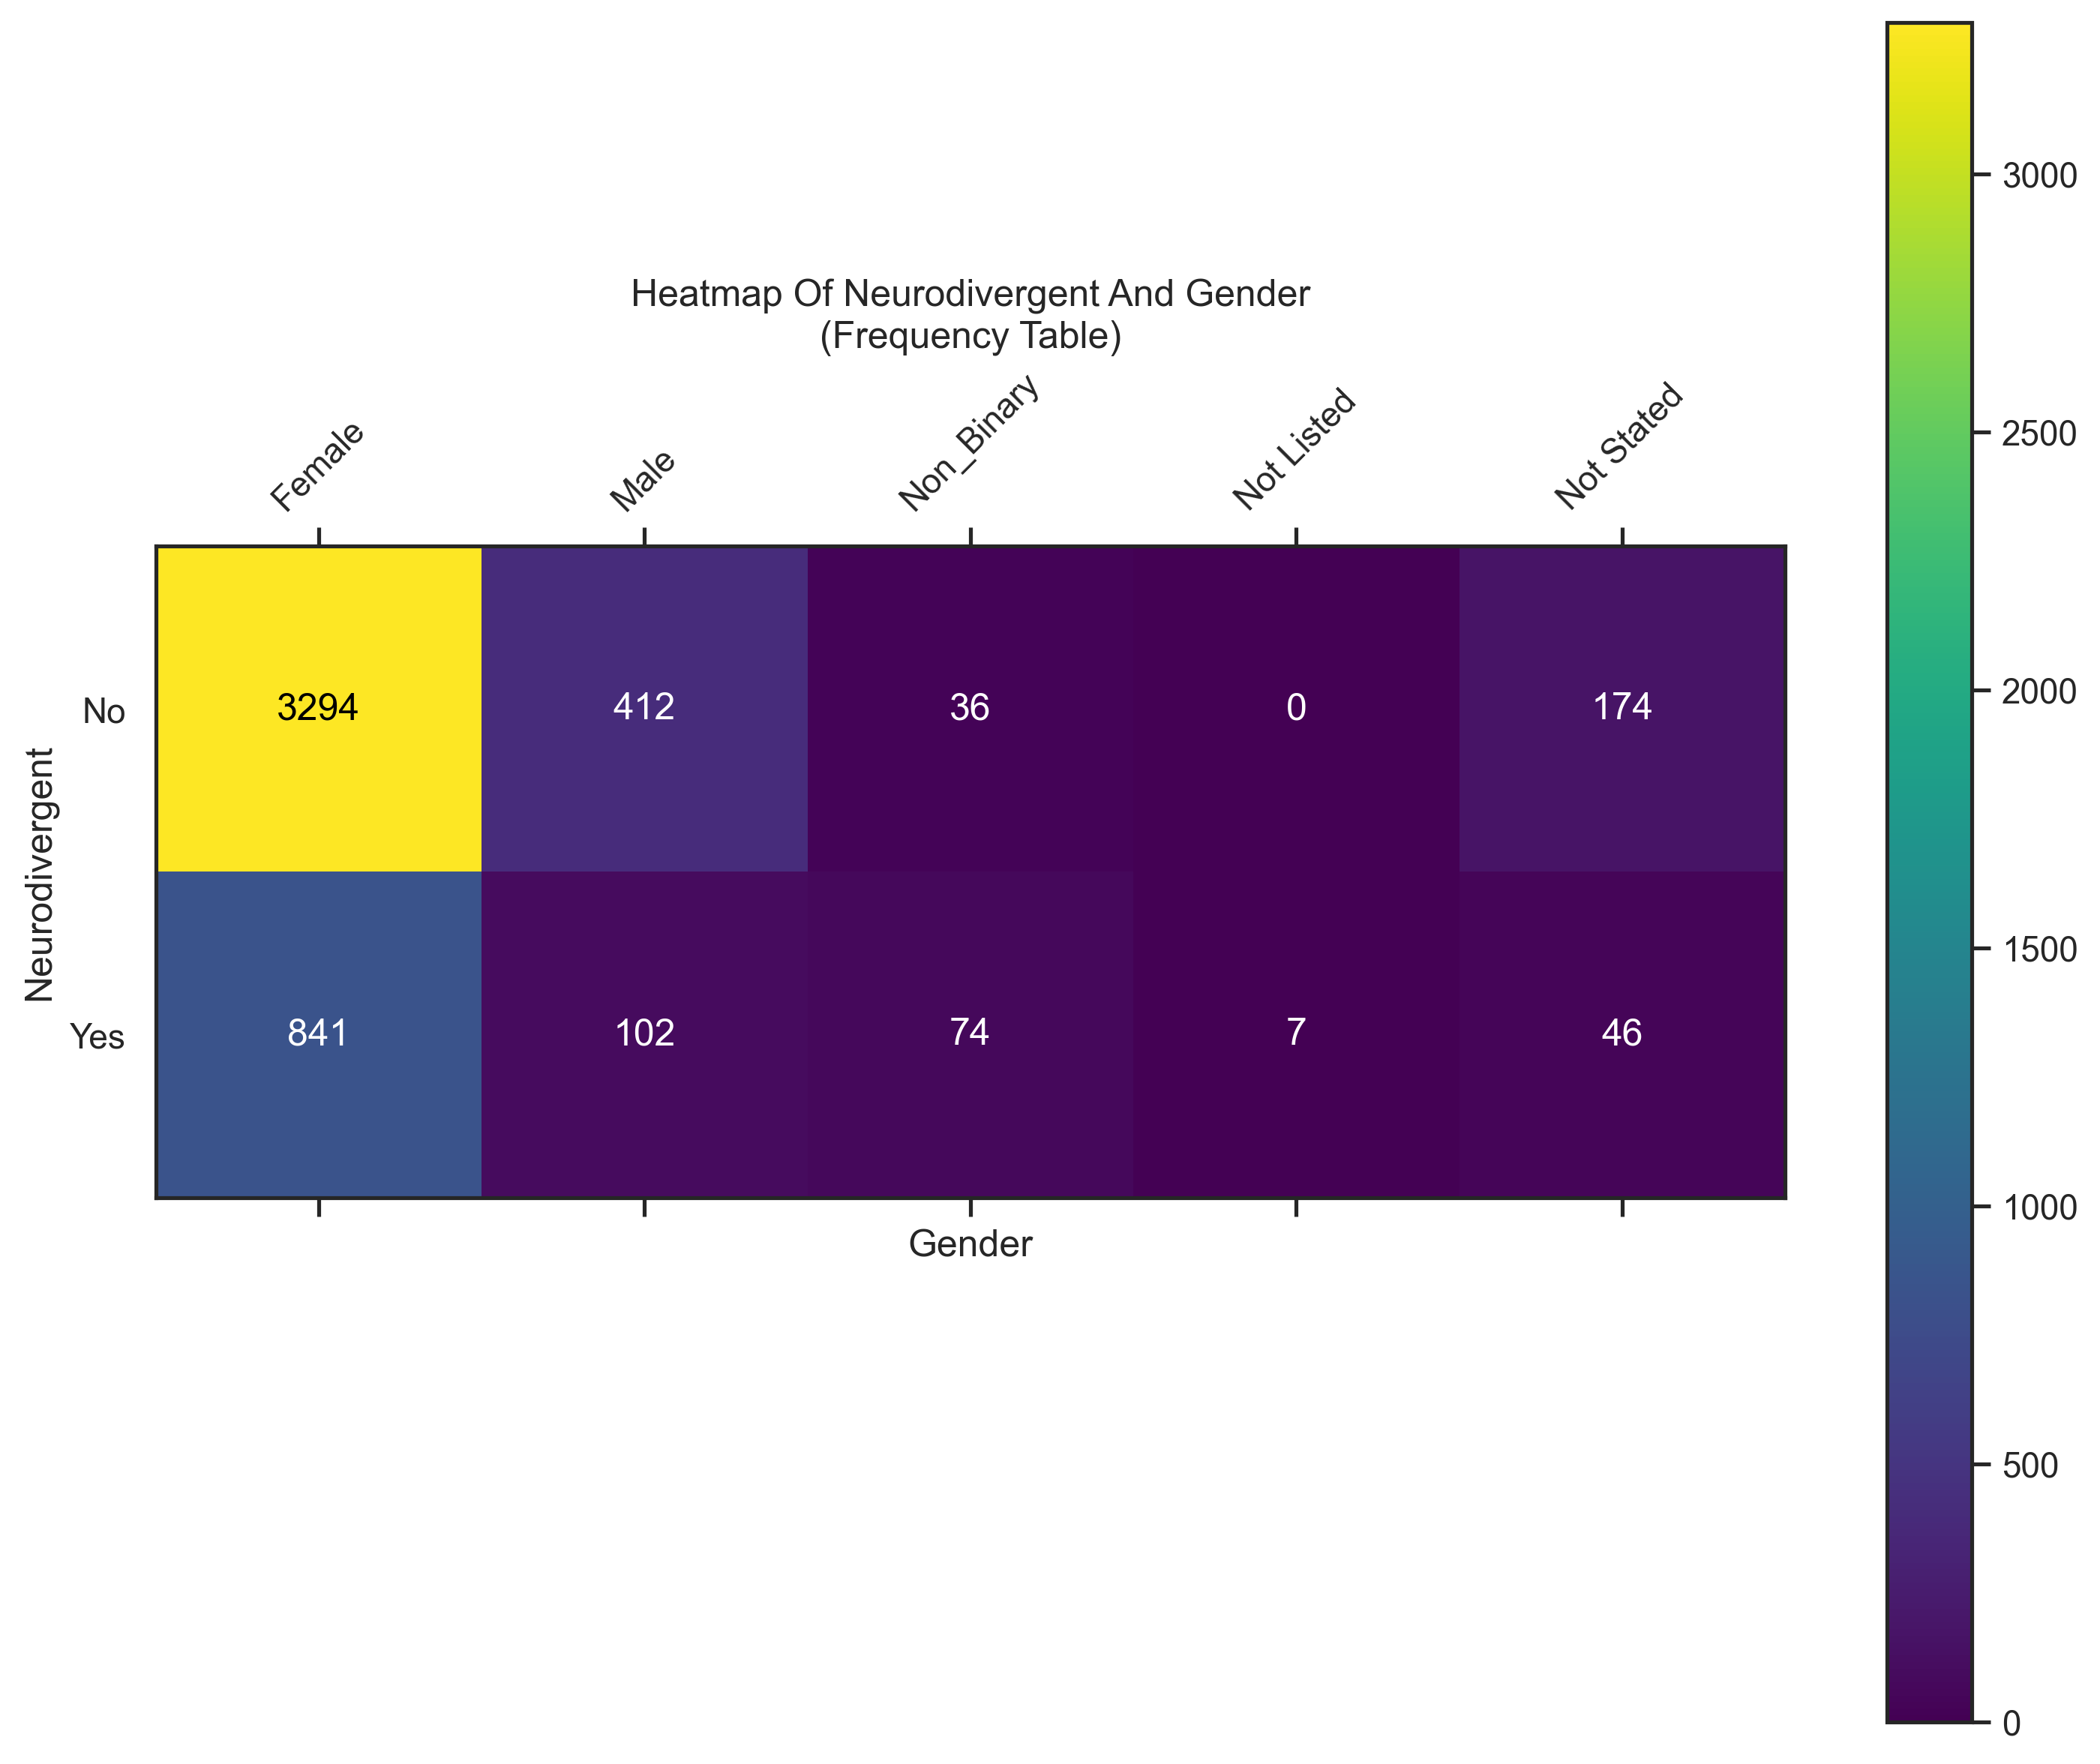 Heatmap Of Neurodivergent And Gender
(Frequency Table)
Female
Male
Non_Binary
Not Listed
Not Stated
Neurodivergent
No
3294
412
36
0
174
Yes
841
102
74
7
46
Gender
3000
2500
2000
1500
1000
500
0